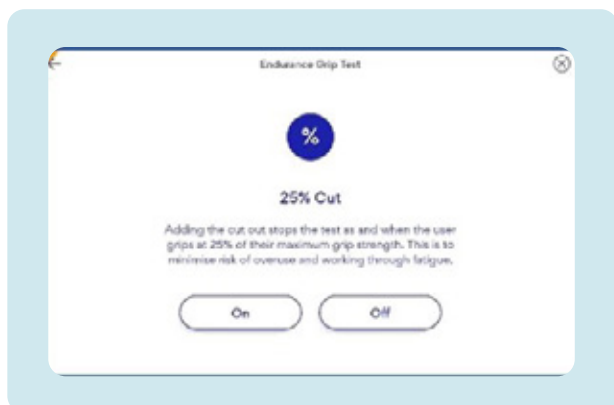 Endurance Grip Test
%
25% Cut
Adding the cut out stops the test as and when the user
grips at 25% of their maximum grip strength. This is to
minimise risk of overuse and working through fatigue.
On Off